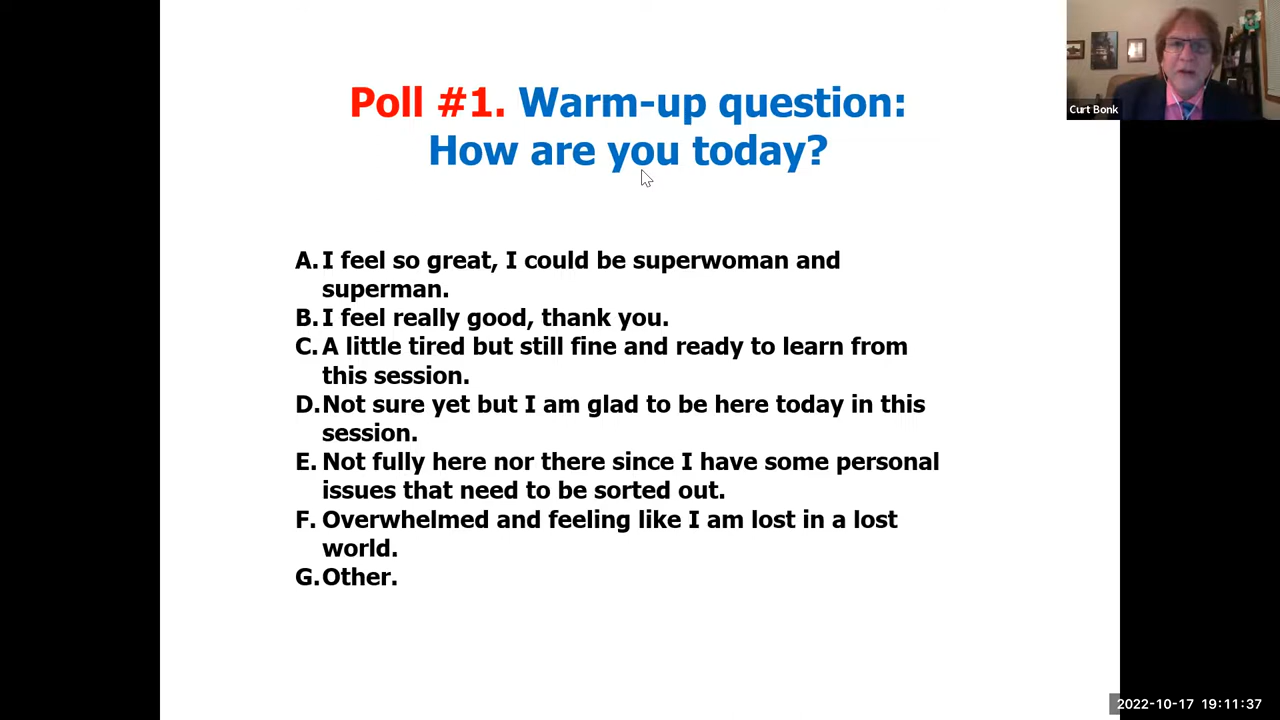 Poll #1. Warm-up question:
How are you today?
Curt Bonk
A. I feel so great, I could be superwoman and
superman.
B. I feel really good, thank you.
C. A little tired but still fine and ready to learn from
this session.
D. Not sure yet but I am glad to be here today in this
session.
E. Not fully here nor there since I have some personal
issues that need to be sorted out.
F. Overwhelmed and feeling like I am lost in a lost
world.
G. Other.
2022-10-17 19:11:37